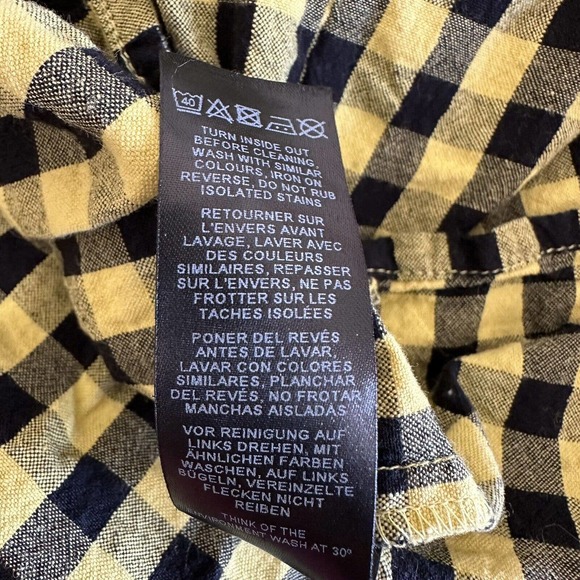 40
TURN INSIDE OUT
BEFORE CLEANING,
WASH WITH SIMILAR
COLOURS, IRON ON
REVERSE, DO NOT RUB
ISOLATED STAINS
RETOURNER SUR
L'ENVERS AVANT
LAVAGE, LAVER AVEC
DES COULEURS
SIMILAIRES, REPASSER
SUR L'ENVERS, NE PAS
FROTTER SUR LES
TACHES ISOLÉES
PONER DEL REVÉS
ANTES DE LAVAR,
LAVAR CON COLORES
SIMILARES, PLANCHAR
DEL REVÉS, NO FROTAR
MANCHAS AISLADAS
VOR REINIGUNG AUF
LINKS DREHEN, MIT
ÄHNLICHEN FARBEN
WASCHEN, AUF LINKS
BÜGELN, VEREINZELTE
FLECKEN NICHT
REIBEN
THINK OF THE
ENVIRONMENT WASH AT 30°